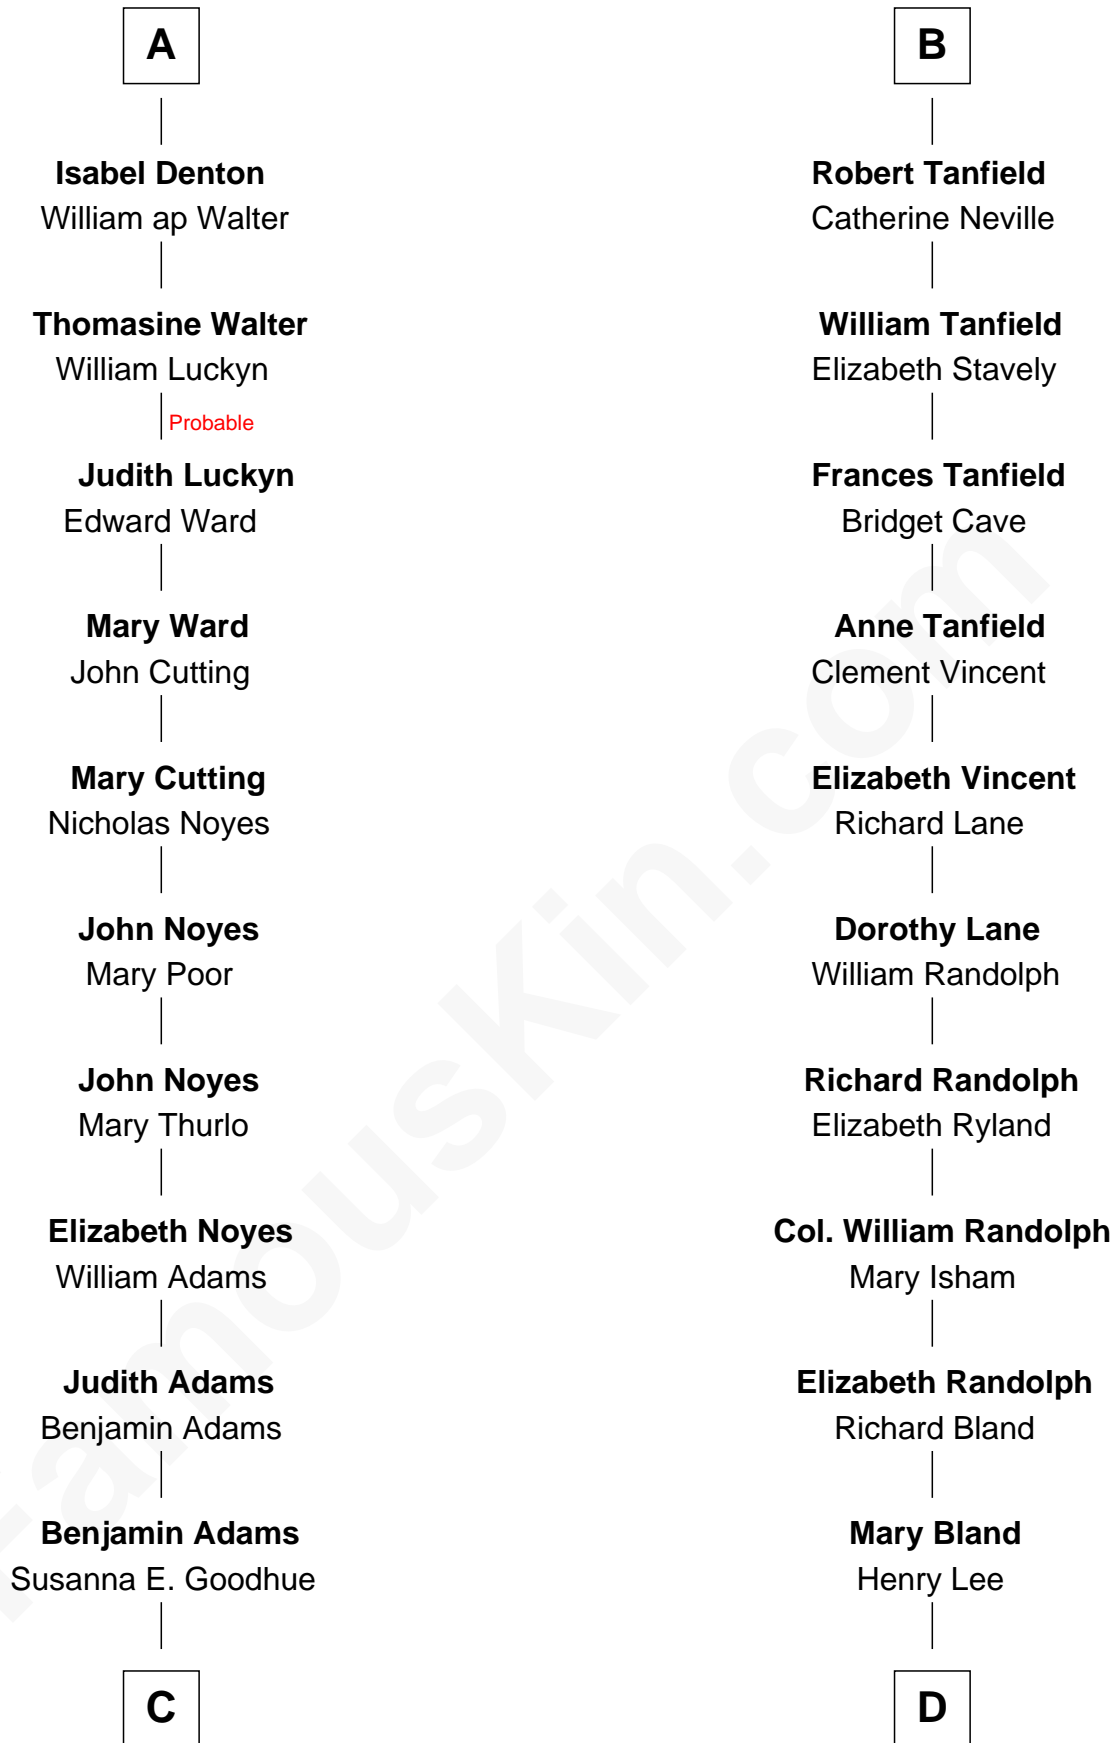 A
Isabel Denton
William ap Walter
Thomasine Walter
William Luckyn
Probable
Judith Luckyn
Edward Ward
Mary Ward
John Cutting
Mary Cutting
Nicholas Noyes
John Noyes
Mary Poor
John Noyes
Mary Thurlo
Elizabeth Noyes
William Adams
Judith Adams
Benjamin Adams
Benjamin Adams
Susanna E. Goodhue
C
B
Robert Tanfield
Catherine Neville
William Tanfield
Elizabeth Stavely
Frances Tanfield
Bridget Cave
Anne Tanfield
Clement Vincent
Elizabeth Vincent
Richard Lane
Dorothy Lane
William Randolph
Richard Randolph
Elizabeth Ryland
Col. William Randolph
Mary Isham
Elizabeth Randolph
Richard Bland
Mary Bland
Henry Lee
D
FamousKin.com